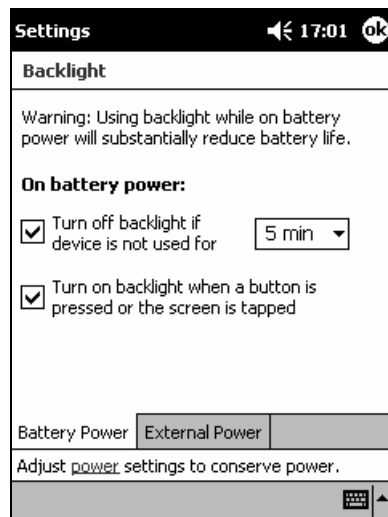 Settings 17:01 ok
Backlight
Warning: Using backlight while on battery
power will substantially reduce battery life.
On battery power:
Turn off backlight if
device is not used for 5 min
Turn on backlight when a button is
pressed or the screen is tapped
Battery Power External Power
Adjust power settings to conserve power.